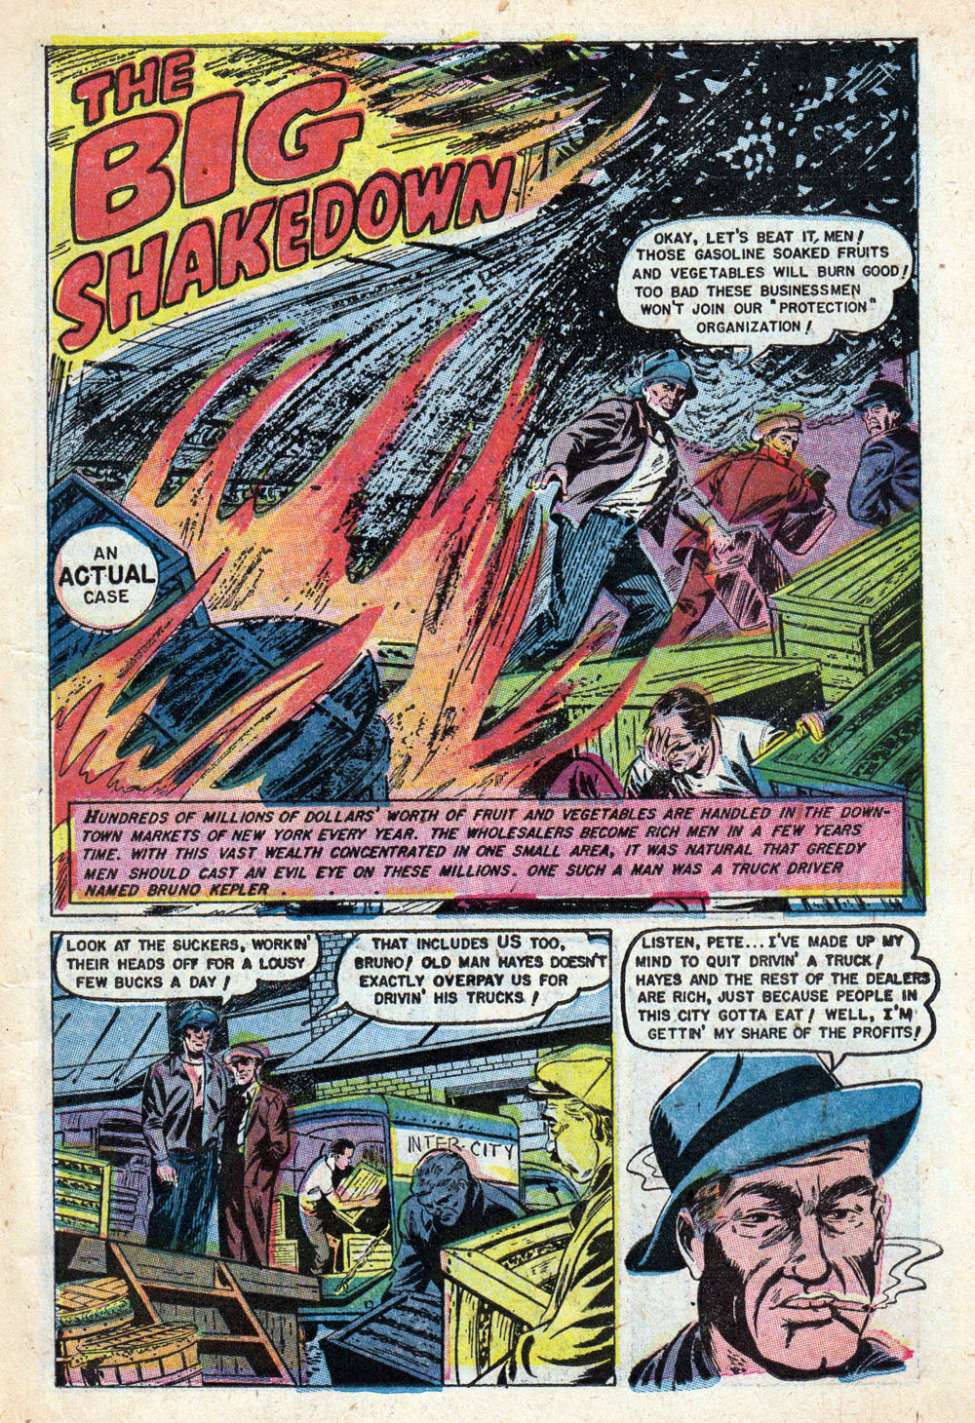 THE
BIG
SHAKEDOWN
OKAY, LET'S BEAT IT, MEN!
THOSE GASOLINE SOAKED FRUITS
AND VEGETABLES WILL BURN GOOD!
TOO BAD THESE BUSINESSMEN
WON'T JOIN OUR "PROTECTION"
ORGANIZATION!
AN
ACTUAL
CASE
HUNDREDS OF MILLIONS OF DOLLARS' WORTH OF FRUIT AND VEGETABLES ARE HANDLED IN THE DOWN-
TOWN MARKETS OF NEW YORK EVERY YEAR. THE WHOLESALERS BECOME RICH MEN IN A FEW YEARS
TIME. WITH THIS VAST WEALTH CONCENTRATED IN ONE SMALL AREA, IT WAS NATURAL THAT GREEDY
MEN SHOULD CAST AN EVIL EYE ON THESE MILLIONS. ONE SUCH A MAN WAS A TRUCK DRIVER
NAMED BRUNO KEPLER . . . .
LOOK AT THE SUCKERS, WORKIN'
THEIR HEADS OFF FOR A LOUSY
FEW BUCKS A DAY!
THAT INCLUDES US TOO,
BRUNO! OLD MAN HAYES DOESN'T
EXACTLY OVERPAY US FOR
DRIVIN' HIS TRUCKS!
INTER-CITY
LISTEN, PETE... I'VE MADE UP MY
MIND TO QUIT DRIVIN' A TRUCK!
HAYES AND THE REST OF THE DEALERS
ARE RICH, JUST BECAUSE PEOPLE IN
THIS CITY GOTTA EAT! WELL, I'M
GETTIN' MY SHARE OF THE PROFITS!